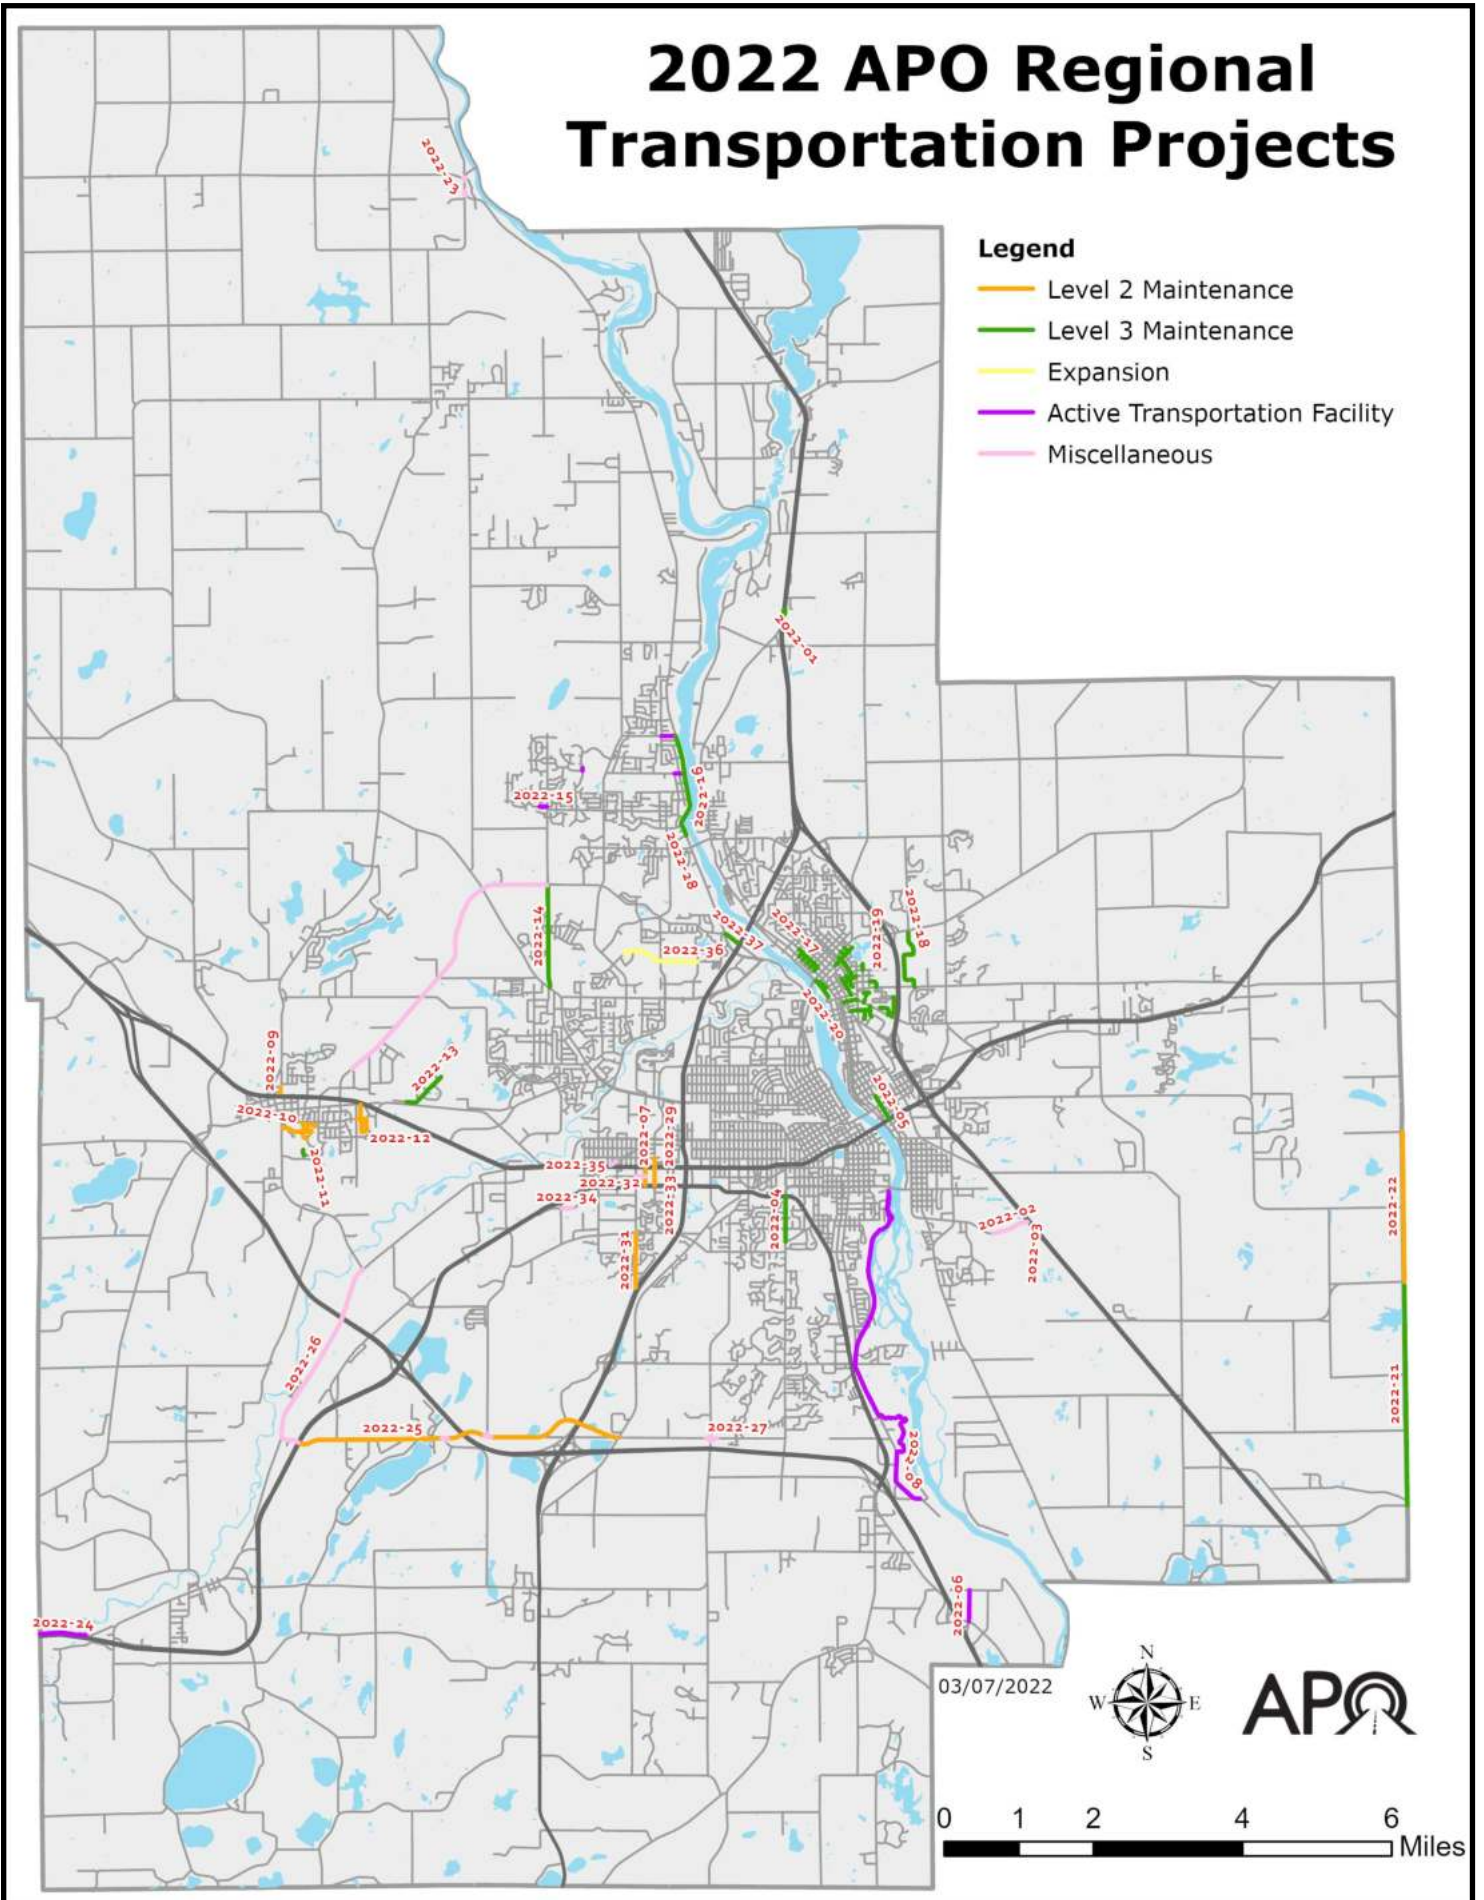 2022 APO Regional
Transportation Projects
Legend
Level 2 Maintenance
Level 3 Maintenance
Expansion
Active Transportation Facility
Miscellaneous
2022-23
2022-01
2022-15
2022-16
2022-28
2022-14
2022-37
2022-36
2022-17
2022-19
2022-18
2022-20
2022-09
2022-13
2022-10
2022-12
2022-11
2022-05
2022-07
2022-29
2022-35
2022-32
2022-34
2022-33
2022-04
2022-31
2022-02
2022-03
2022-22
2022-21
2022-26
2022-25
2022-27
2022-08
2022-06
2022-24
03/07/2022
N
W
E
S
APO
0 1 2 4 6
Miles